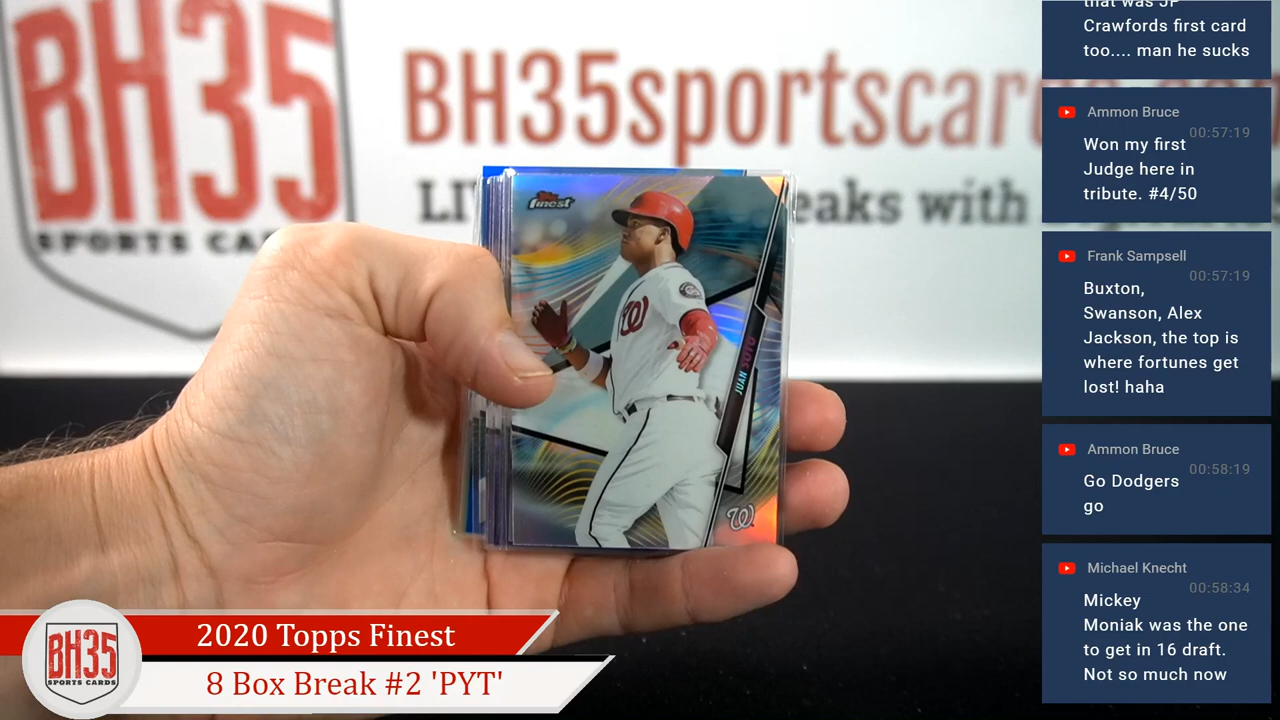 BH35
SPORTS CARDS
BH35sportscards.com
LI
eaks with
Topps
finest
W
JUAN SOTO
W
that was JP
Crawfords first card
too.... man he sucks
Ammon Bruce
00:57:19
Won my first
Judge here in
tribute. #4/50
Frank Sampsell
00:57:19
Buxton,
Swanson, Alex
Jackson, the top is
where fortunes get
lost! haha
Ammon Bruce
00:58:19
Go Dodgers
go
Michael Knecht
00:58:34
Mickey
Moniak was the one
to get in 16 draft.
Not so much now
BH35
SPORTS CARDS
2020 Topps Finest
8 Box Break #2 'PYT'